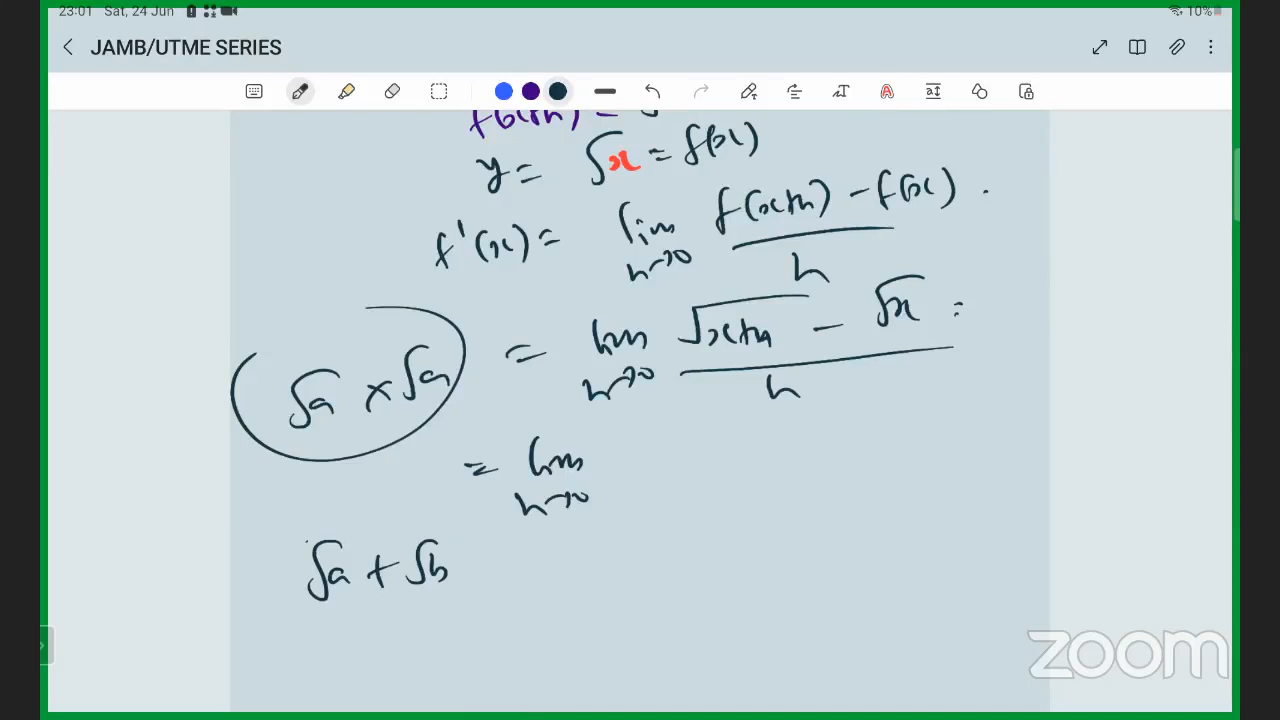 23:01 Sat, 24 Jun
10%
JAMB/UTME SERIES
f(x+h) =
y = √x = f(x)
f'(x) = lim h→0 f(x+h) - f(x) / h
= lim h→0 √x+h - √x / h =
√a × √a
= lim h→0
√a + √b
zoom